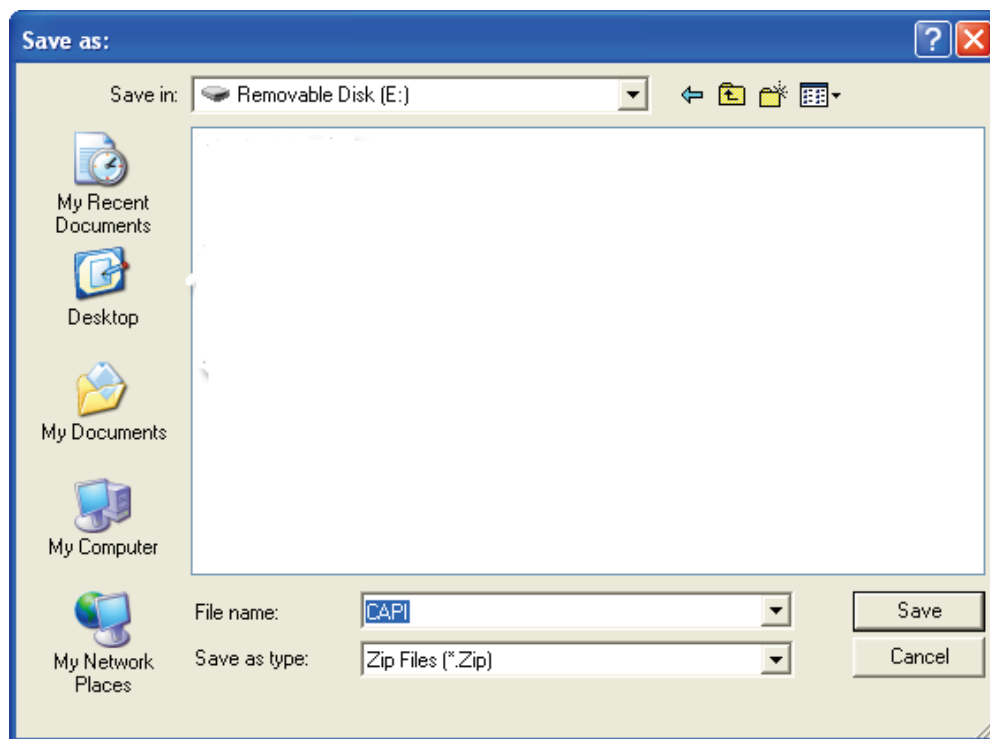 Save as:
Save in: Removable Disk (E:)
My Recent
Documents
Desktop
My Documents
My Computer
My Network
Places
File name: CAPI Save
Save as type: Zip Files (*.Zip) Cancel